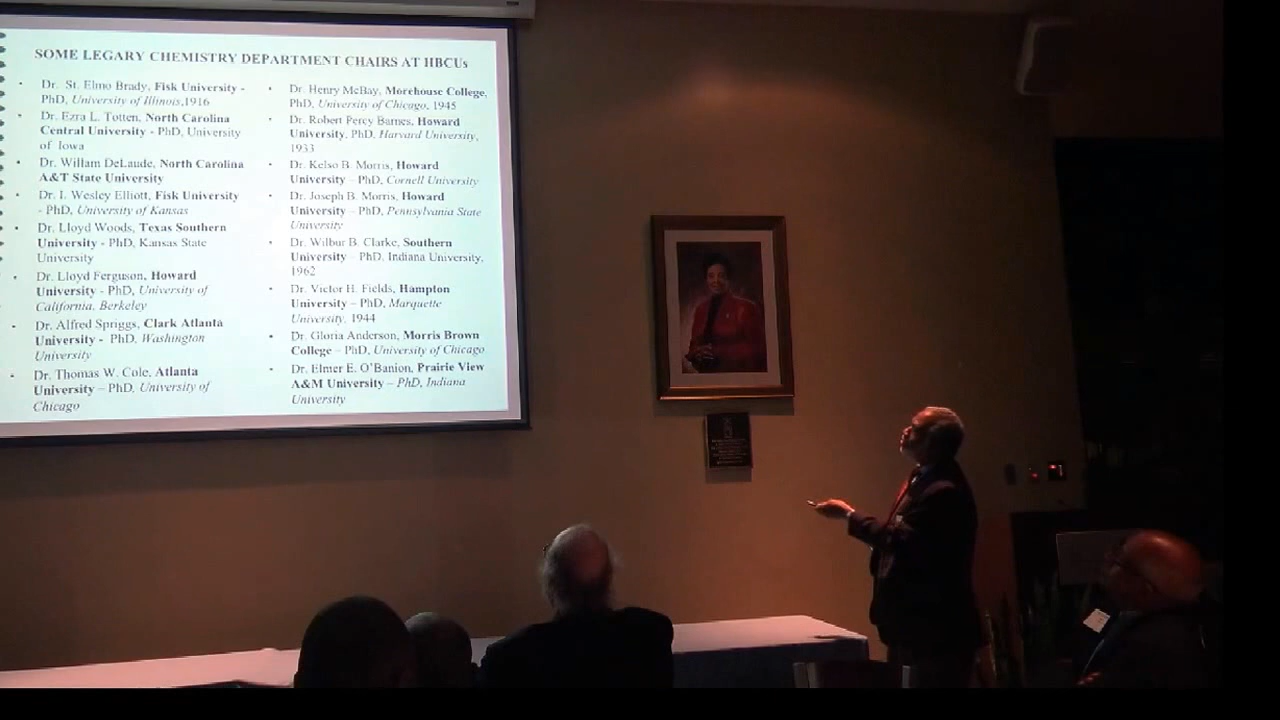 SOME LEGARY CHEMISTRY DEPARTMENT CHAIRS AT HBCUs
• Dr. St. Elmo Brady, Fisk University -
PhD, University of Illinois,1916
• Dr. Ezra L. Totten, North Carolina
Central University - PhD, University
of Iowa
• Dr. Willam DeLaude, North Carolina
A&T State University
• Dr. I. Wesley Elliott, Fisk University
- PhD, University of Kansas
• Dr. Lloyd Woods, Texas Southern
University - PhD, Kansas State
University
• Dr. Lloyd Ferguson, Howard
University - PhD, University of
California, Berkeley
• Dr. Alfred Spriggs, Clark Atlanta
University - PhD, Washington
University
• Dr. Thomas W. Cole, Atlanta
University – PhD, University of
Chicago
• Dr. Henry McBay, Morehouse College,
PhD, University of Chicago, 1945
• Dr. Robert Percy Barnes, Howard
University, PhD, Harvard University,
1933
• Dr. Kelso B. Morris, Howard
University – PhD, Cornell University
• Dr. Joseph B. Morris, Howard
University – PhD, Pennsylvania State
University
• Dr. Wilbur B. Clarke, Southern
University – PhD, Indiana University,
1962
• Dr. Victor H. Fields, Hampton
University – PhD, Marquette
University, 1944
• Dr. Gloria Anderson, Morris Brown
College – PhD, University of Chicago
• Dr. Elmer E. O'Banion, Prairie View
A&M University – PhD, Indiana
University